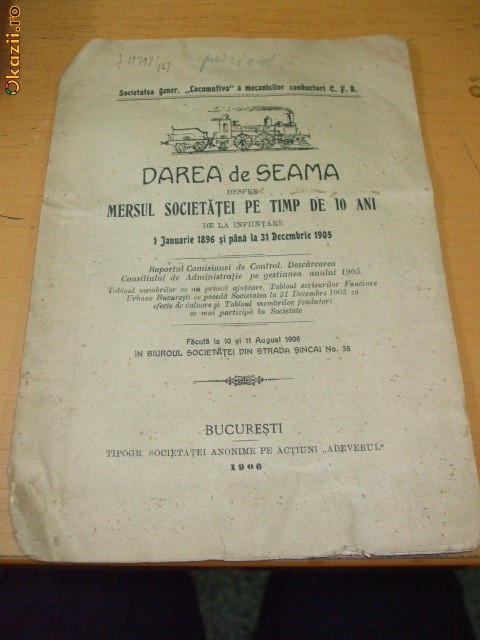 Okazii.ro
Societatea Gener. „Locomotiva" a mecanicilor conductori C. F. R.
DAREA de SEAMA
DESPRE
MERSUL SOCIETĂȚEI PE TIMP DE 10 ANI
DE LA INFIINȚARE
1 Januarie 1896 și până la 31 Decembrie 1905
Raportul Comisiunei de Control. Descărcarea
Consiliului de Administrație pe gestiunea anului 1905.
Tabloul membrilor ce au primit ajutoare. Tabloul scrisurilor Funciare
Urbane București ce posedă Societatea la 31 Decembre 1905 ca
efecte de valoare și Tabloul membrilor fondatori
ce mai participă la Societate
Făcută la 10 și 11 August 1906
IN BIUROUL SOCIETĂȚEI DIN STRADA ȘINCAI No. 38
BUCUREȘTI
TIPOGR. SOCIETĂȚEI ANONIME PE ACȚIUNI „ADEVERUL"
1906